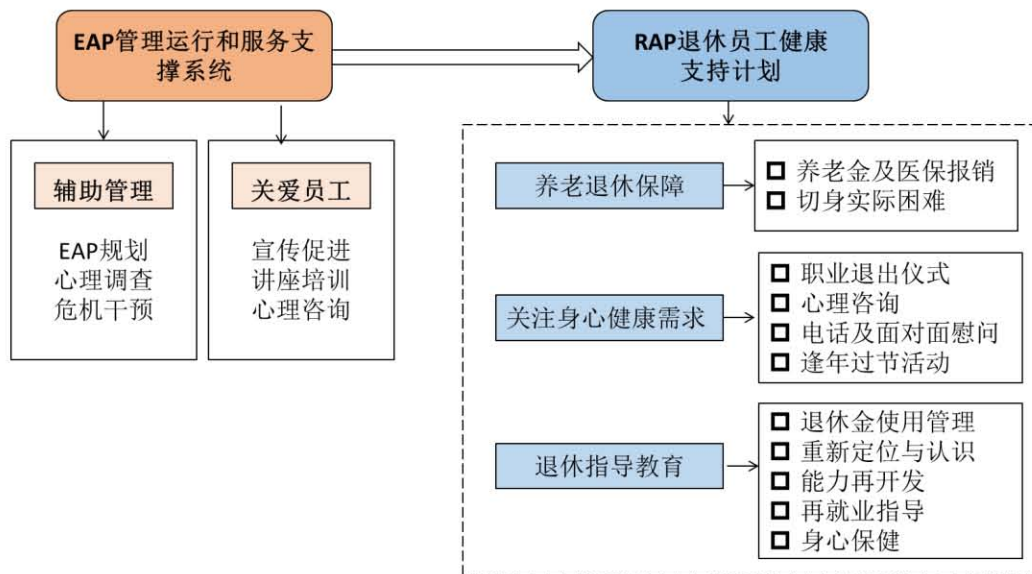 EAP管理运行和服务支
撑系统
RAP退休员工健康
支持计划
辅助管理
EAP规划
心理调查
危机干预
关爱员工
宣传促进
讲座培训
心理咨询
养老退休保障
养老金及医保报销
切身实际困难
关注身心健康需求
职业退出仪式
心理咨询
电话及面对面慰问
逢年过节活动
退休指导教育
退休金使用管理
重新定位与认识
能力再开发
再就业指导
身心保健